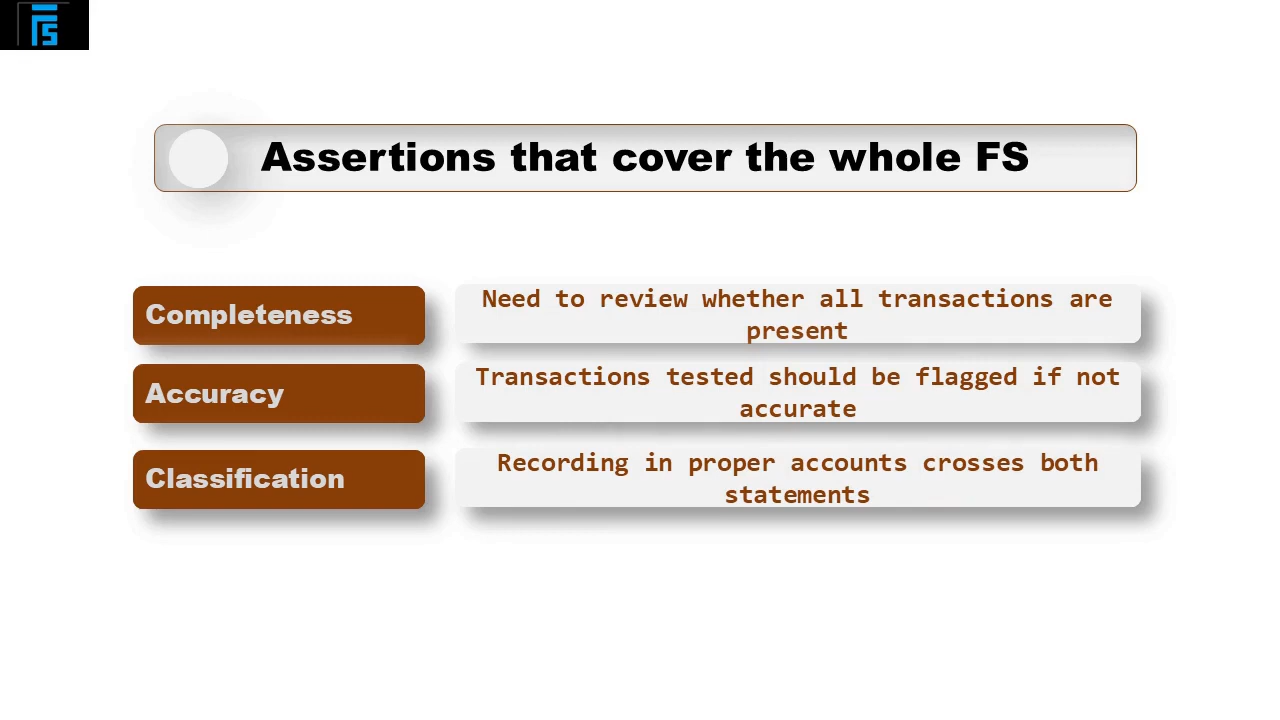 FS
Assertions that cover the whole FS
Completeness
Need to review whether all transactions are
present
Accuracy
Transactions tested should be flagged if not
accurate
Classification
Recording in proper accounts crosses both
statements